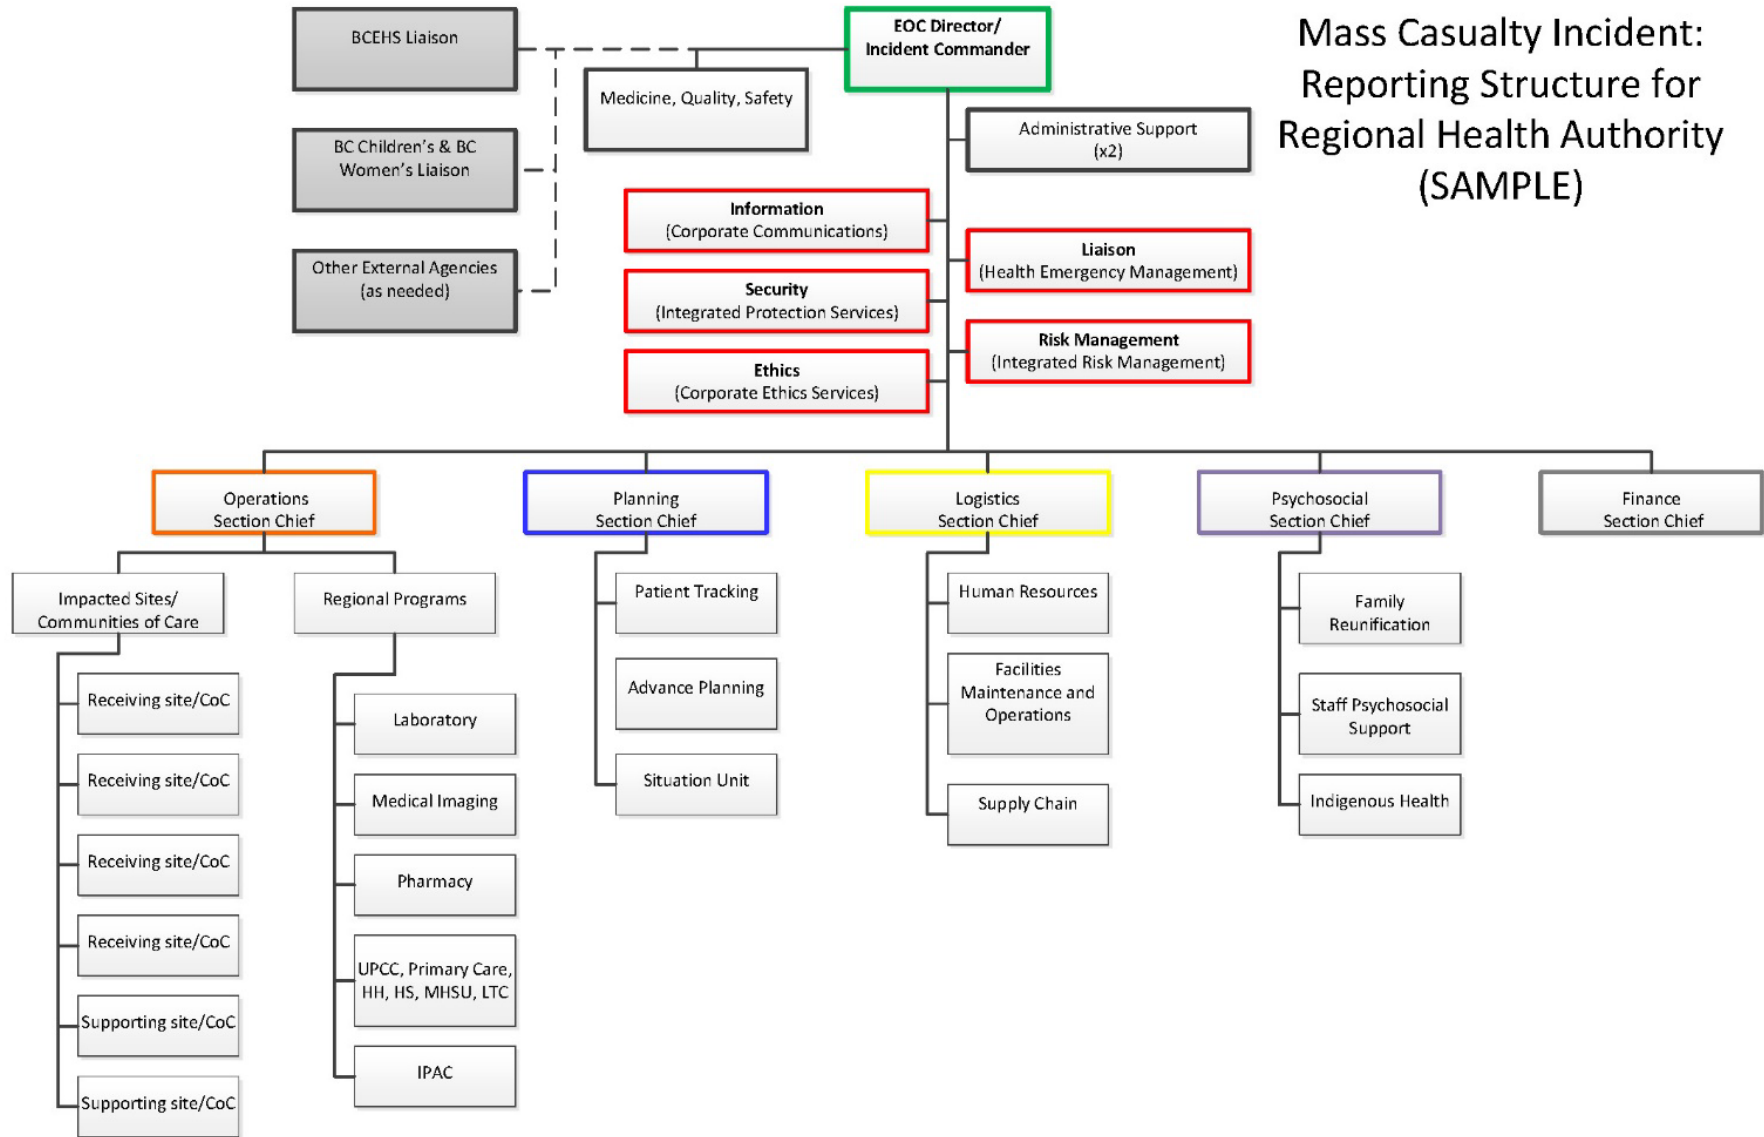 Mass Casualty Incident:
Reporting Structure for
Regional Health Authority
(SAMPLE)
EOC Director/
Incident Commander
BCEHS Liaison
Medicine, Quality, Safety
BC Children's & BC
Women's Liaison
Other External Agencies
(as needed)
Administrative Support
(x2)
Information
(Corporate Communications)
Liaison
(Health Emergency Management)
Security
(Integrated Protection Services)
Risk Management
(Integrated Risk Management)
Ethics
(Corporate Ethics Services)
Operations
Section Chief
Planning
Section Chief
Logistics
Section Chief
Psychosocial
Section Chief
Finance
Section Chief
Impacted Sites/
Communities of Care
Receiving site/CoC
Receiving site/CoC
Receiving site/CoC
Receiving site/CoC
Supporting site/CoC
Supporting site/CoC
Regional Programs
Laboratory
Medical Imaging
Pharmacy
UPCC, Primary Care,
HH, HS, MHSU, LTC
IPAC
Patient Tracking
Advance Planning
Situation Unit
Human Resources
Facilities
Maintenance and
Operations
Supply Chain
Family
Reunification
Staff Psychosocial
Support
Indigenous Health